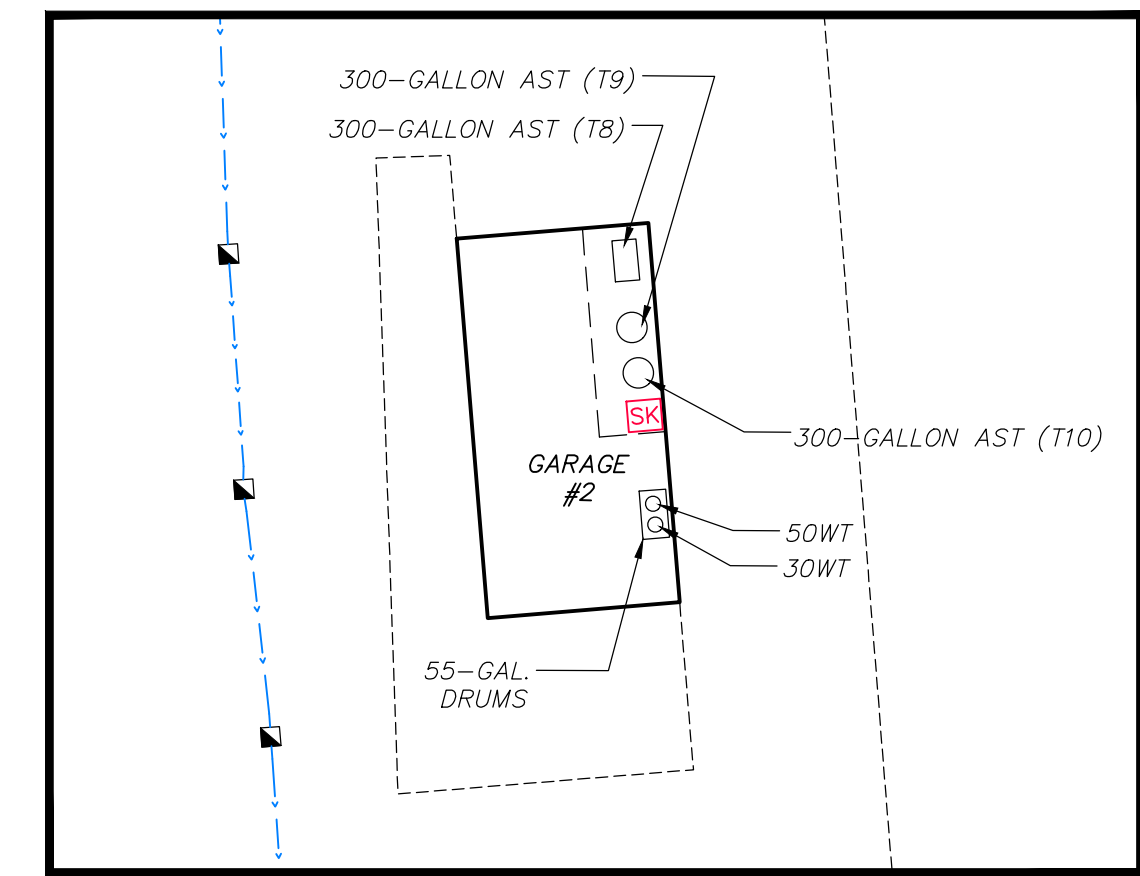 300-GALLON AST (T9)
300-GALLON AST (T8)
SK
300-GALLON AST (T10)
GARAGE
#2
50WT
30WT
55-GAL.
DRUMS